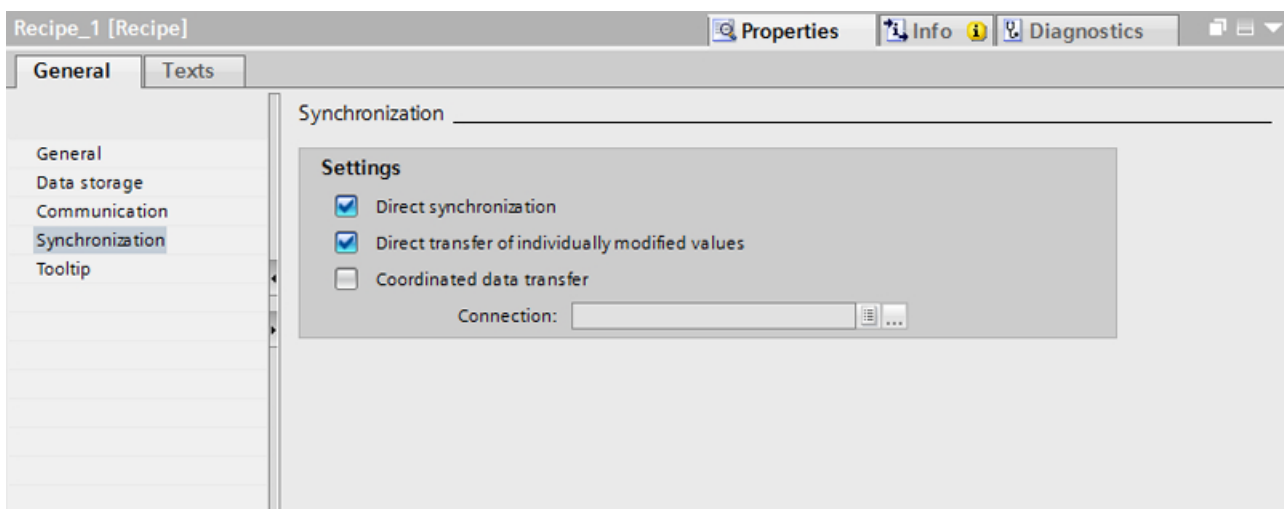 Recipe_1 [Recipe]
Properties
Info
Diagnostics
General
Texts
Synchronization
General
Data storage
Communication
Synchronization
Tooltip
Settings
Direct synchronization
Direct transfer of individually modified values
Coordinated data transfer
Connection:
...